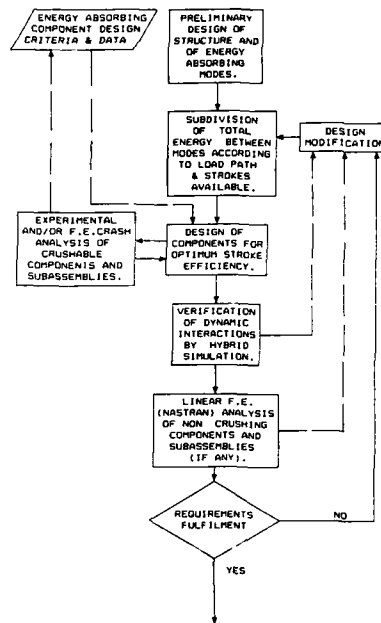 ENERGY ABSORBING
COMPONENT DESIGN
CRITERIA & DATA
PRELIMINARY
DESIGN OF
STRUCTURE AND
OF ENERGY
ABSORBING
MODES.
SUBDIVISION
OF TOTAL
ENERGY BETWEEN
MODES ACCORDING
TO LOAD PATH
& STROKES
AVAILABLE.
DESIGN
MODIFICATION
EXPERIMENTAL
AND/OR F.E.CRASH
ANALYSIS OF
CRUSHABLE
COMPONENTS AND
SUBASSEMBLIES.
DESIGN OF
COMPONENTS FOR
OPTIMUM STROKE
EFFICIENCY.
VERIFICATION
OF DYNAMIC
INTERACTIONS
BY HYBRID
SIMULATION.
LINEAR F.E.
(NASTRAN) ANALYSIS
OF NON CRUSHING
COMPONENTS AND
SUBASSEMBLIES
(IF ANY).
REQUIREMENTS
FULFILMENT
NO
YES